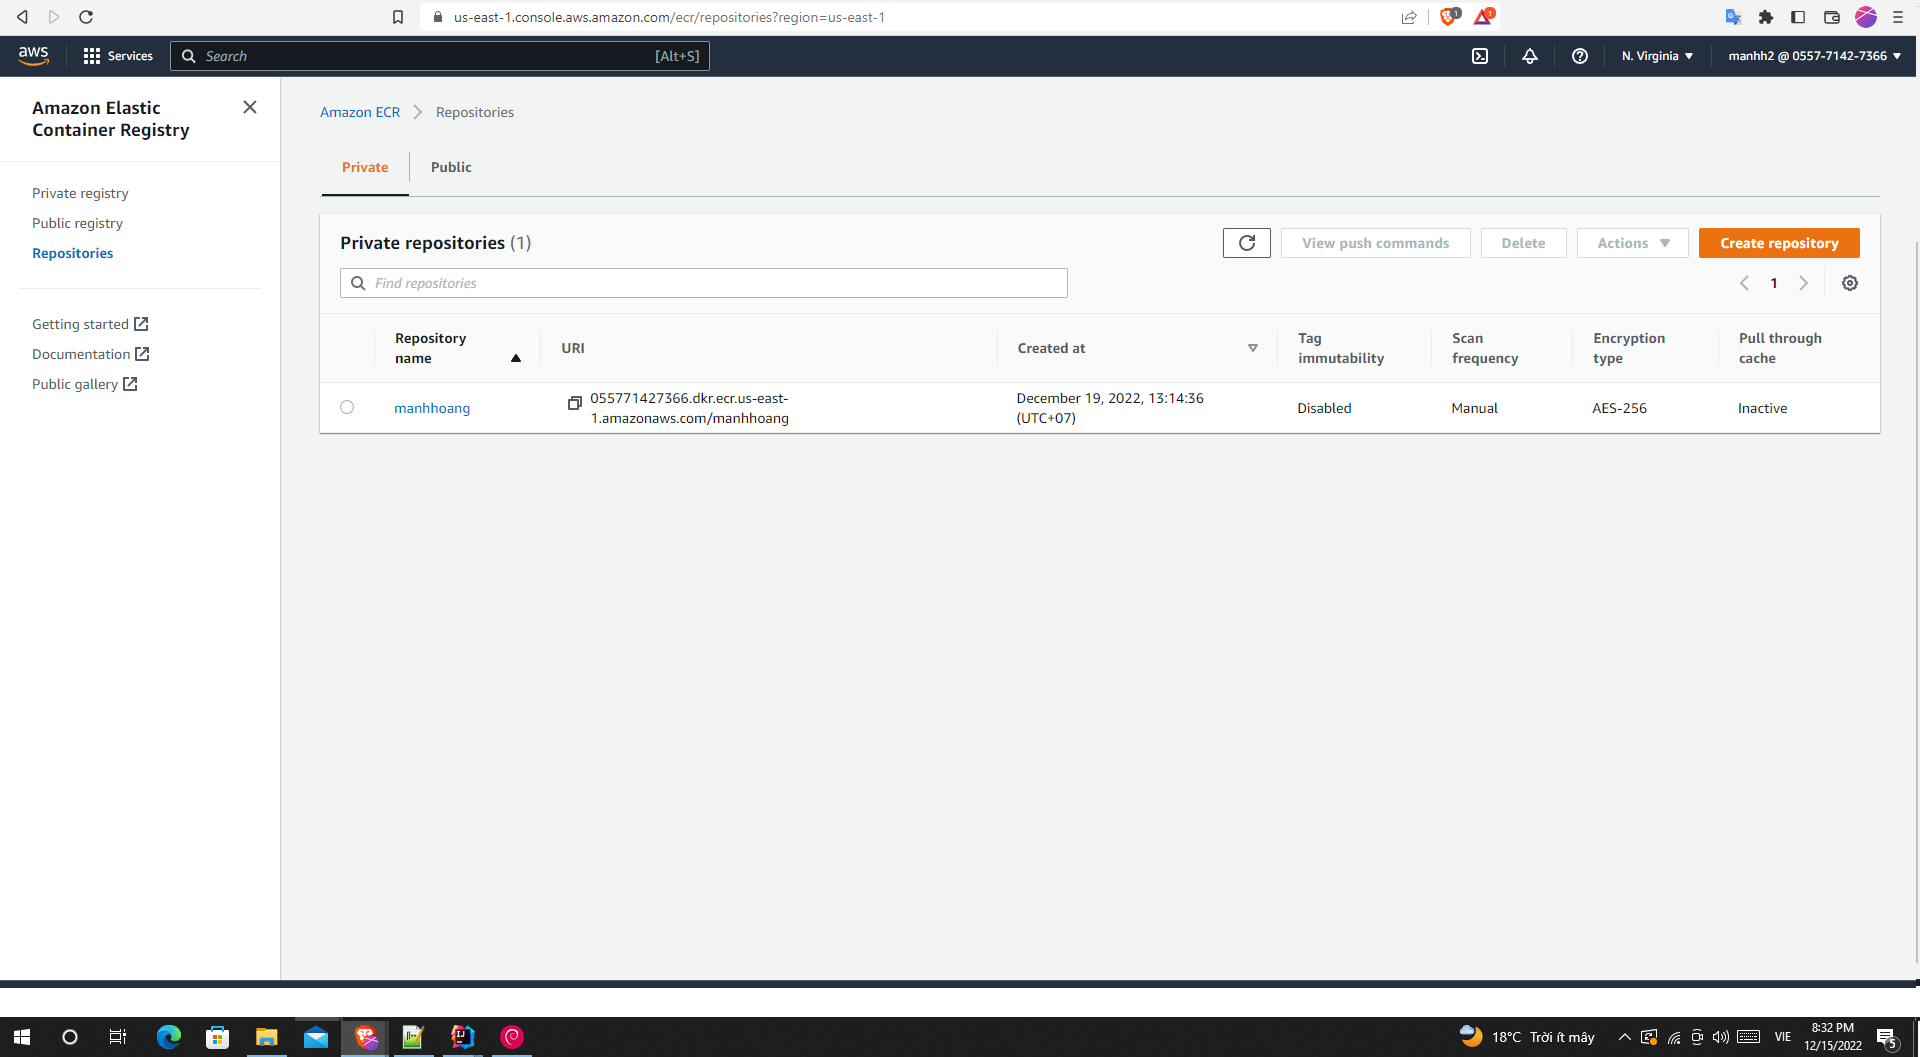 us-east-1.console.aws.amazon.com/ecr/repositories?region=us-east-1
1
1
aws
Services
Search
[Alt+S]
N. Virginia
manhh2 @ 0557-7142-7366
Amazon Elastic
Container Registry
Private registry
Public registry
Repositories
Getting started
Documentation
Public gallery
Amazon ECR
Repositories
Private
Public
Private repositories (1)
View push commands
Delete
Actions
Create repository
Find repositories
1
Repository
name
URI
Created at
Tag
immutability
Scan
frequency
Encryption
type
Pull through
cache
manhhoang
055771427366.dkr.ecr.us-east-
1.amazonaws.com/manhhoang
December 19, 2022, 13:14:36
(UTC+07)
Disabled
Manual
AES-256
Inactive
18°C Trời ít mây
VIE
8:32 PM
12/15/2022
5